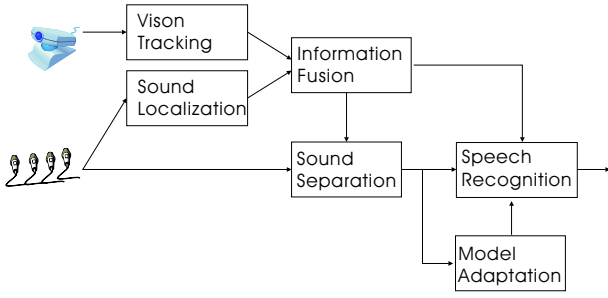 Vison
Tracking
Sound
Localization
Information
Fusion
Sound
Separation
Speech
Recognition
Model
Adaptation